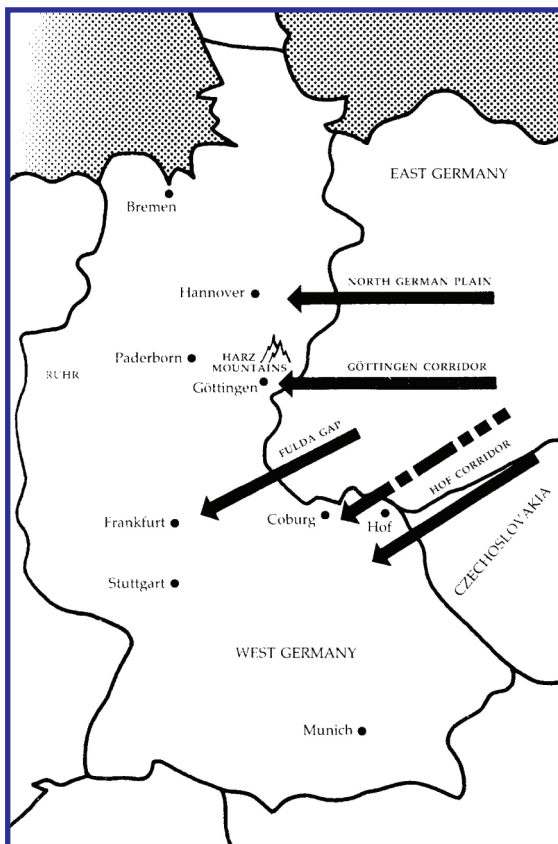 EAST GERMANY
Bremen
NORTH GERMAN PLAIN
Hannover
Paderborn
HARZ
MOUNTAINS
GÖTTINGEN CORRIDOR
RUHR
Göttingen
FULDA GAP
HOF CORRIDOR
Frankfurt
Coburg
Hof
CZECHOSLOVAKIA
Stuttgart
WEST GERMANY
Munich